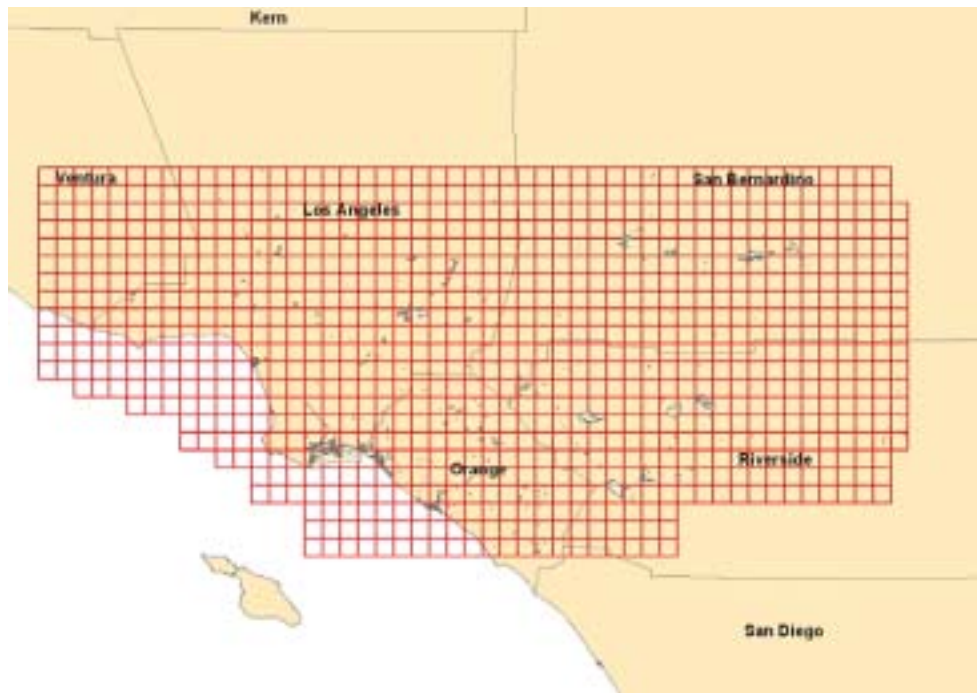 Kern
Ventura
San Bernardino
Los Angeles
Orange
Riverside
San Diego